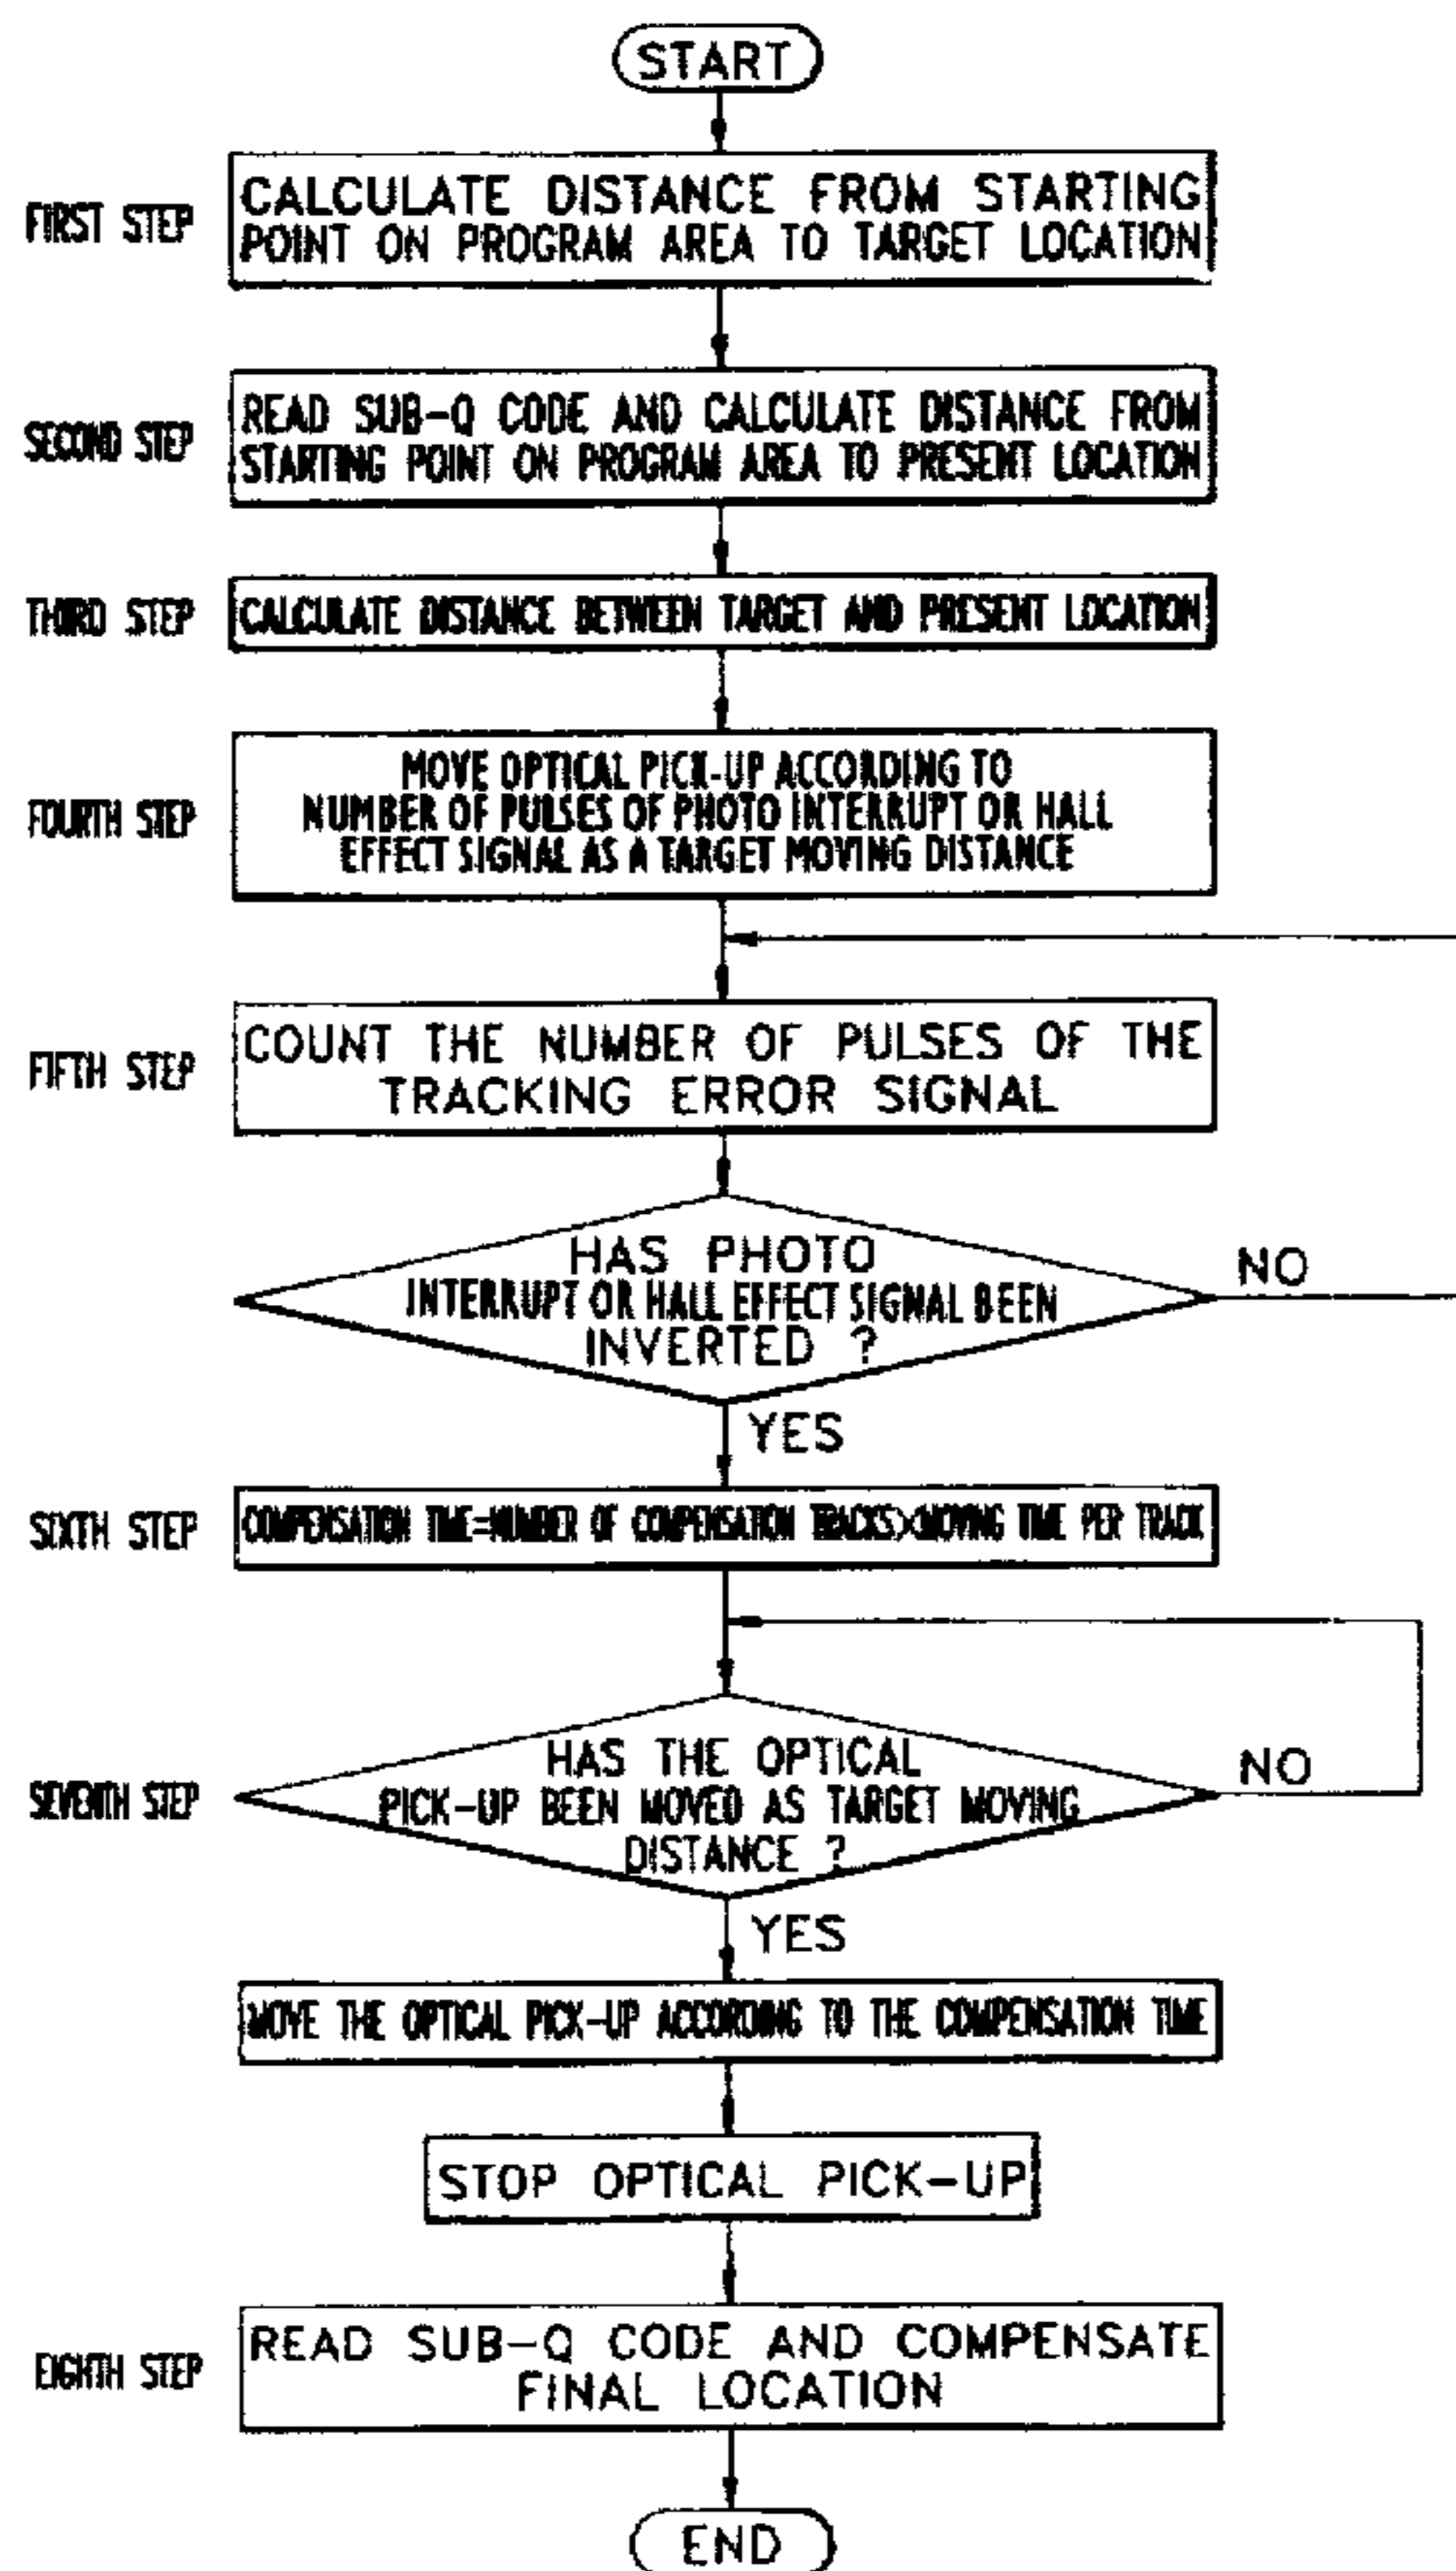 START
FIRST STEP
CALCULATE DISTANCE FROM STARTING
POINT ON PROGRAM AREA TO TARGET LOCATION
SECOND STEP
READ SUB-Q CODE AND CALCULATE DISTANCE FROM
STARTING POINT ON PROGRAM AREA TO PRESENT LOCATION
THIRD STEP
CALCULATE DISTANCE BETWEEN TARGET AND PRESENT LOCATION
FOURTH STEP
MOVE OPTICAL PICK-UP ACCORDING TO
NUMBER OF PULSES OF PHOTO INTERRUPT OR HALL
EFFECT SIGNAL AS A TARGET MOVING DISTANCE
FIFTH STEP
COUNT THE NUMBER OF PULSES OF THE
TRACKING ERROR SIGNAL
HAS PHOTO
INTERRUPT OR HALL EFFECT SIGNAL BEEN
INVERTED ?
NO
YES
SIXTH STEP
COMPENSATION TIME=NUMBER OF COMPENSATION TRACKS×MOVING TIME PER TRACK
SEVENTH STEP
HAS THE OPTICAL
PICK-UP BEEN MOVED AS TARGET MOVING
DISTANCE ?
NO
YES
MOVE THE OPTICAL PICK-UP ACCORDING TO THE COMPENSATION TIME
STOP OPTICAL PICK-UP
EIGHTH STEP
READ SUB-Q CODE AND COMPENSATE
FINAL LOCATION
END